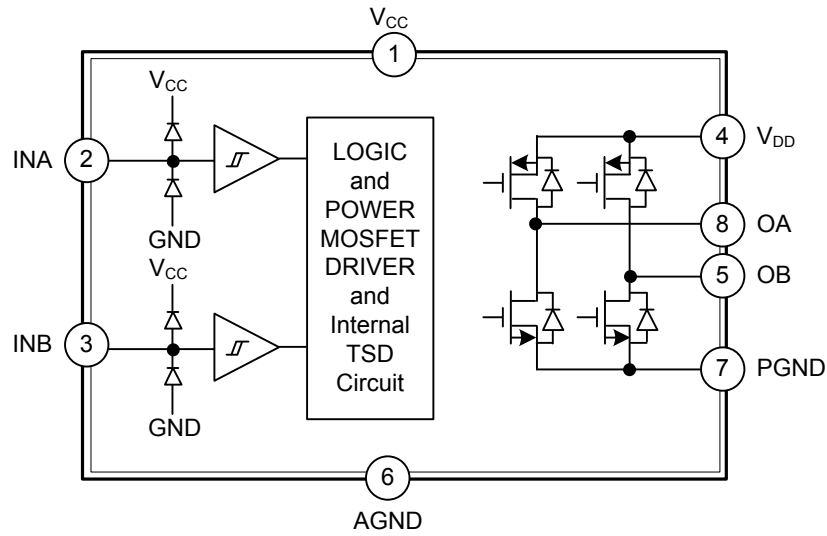 VCC
1
VCC
INA 2
GND
VCC
INB 3
GND
LOGIC
and
POWER
MOSFET
DRIVER
and
Internal
TSD
Circuit
4 VDD
8 OA
5 OB
7 PGND
6
AGND